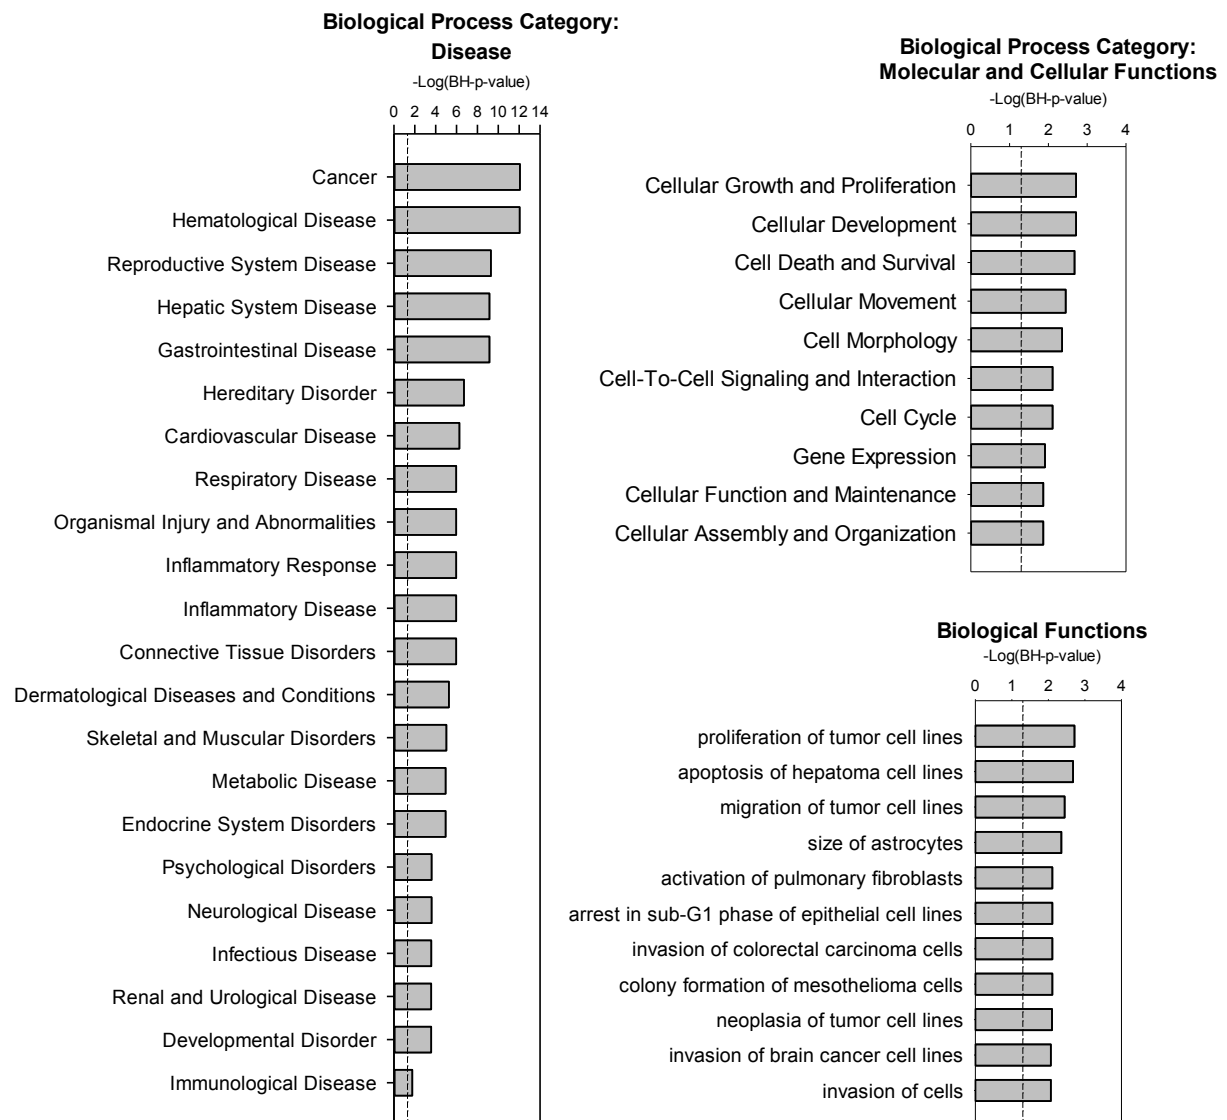 Biological Process Category:
Disease
-Log(BH-p-value)
0 2 4 6 8 10 12 14
Cancer
Hematological Disease
Reproductive System Disease
Hepatic System Disease
Gastrointestinal Disease
Hereditary Disorder
Cardiovascular Disease
Respiratory Disease
Organismal Injury and Abnormalities
Inflammatory Response
Inflammatory Disease
Connective Tissue Disorders
Dermatological Diseases and Conditions
Skeletal and Muscular Disorders
Metabolic Disease
Endocrine System Disorders
Psychological Disorders
Neurological Disease
Infectious Disease
Renal and Urological Disease
Developmental Disorder
Immunological Disease
Biological Process Category:
Molecular and Cellular Functions
-Log(BH-p-value)
0 1 2 3 4
Cellular Growth and Proliferation
Cellular Development
Cell Death and Survival
Cellular Movement
Cell Morphology
Cell-To-Cell Signaling and Interaction
Cell Cycle
Gene Expression
Cellular Function and Maintenance
Cellular Assembly and Organization
Biological Functions
-Log(BH-p-value)
0 1 2 3 4
proliferation of tumor cell lines
apoptosis of hepatoma cell lines
migration of tumor cell lines
size of astrocytes
activation of pulmonary fibroblasts
arrest in sub-G1 phase of epithelial cell lines
invasion of colorectal carcinoma cells
colony formation of mesothelioma cells
neoplasia of tumor cell lines
invasion of brain cancer cell lines
invasion of cells